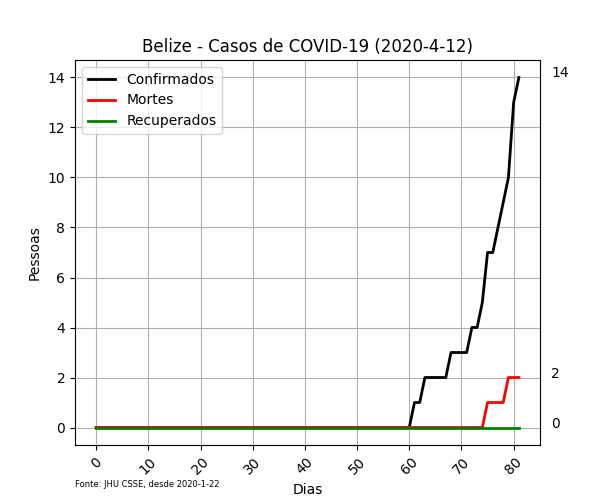 Belize - Casos de COVID-19 (2020-4-12)
Confirmados
Mortes
Recuperados
14
12
10
8
6
4
2
0
Pessoas
14
2
0
0
10
20
30
40
50
60
70
80
Dias
Fonte: JHU CSSE, desde 2020-1-22